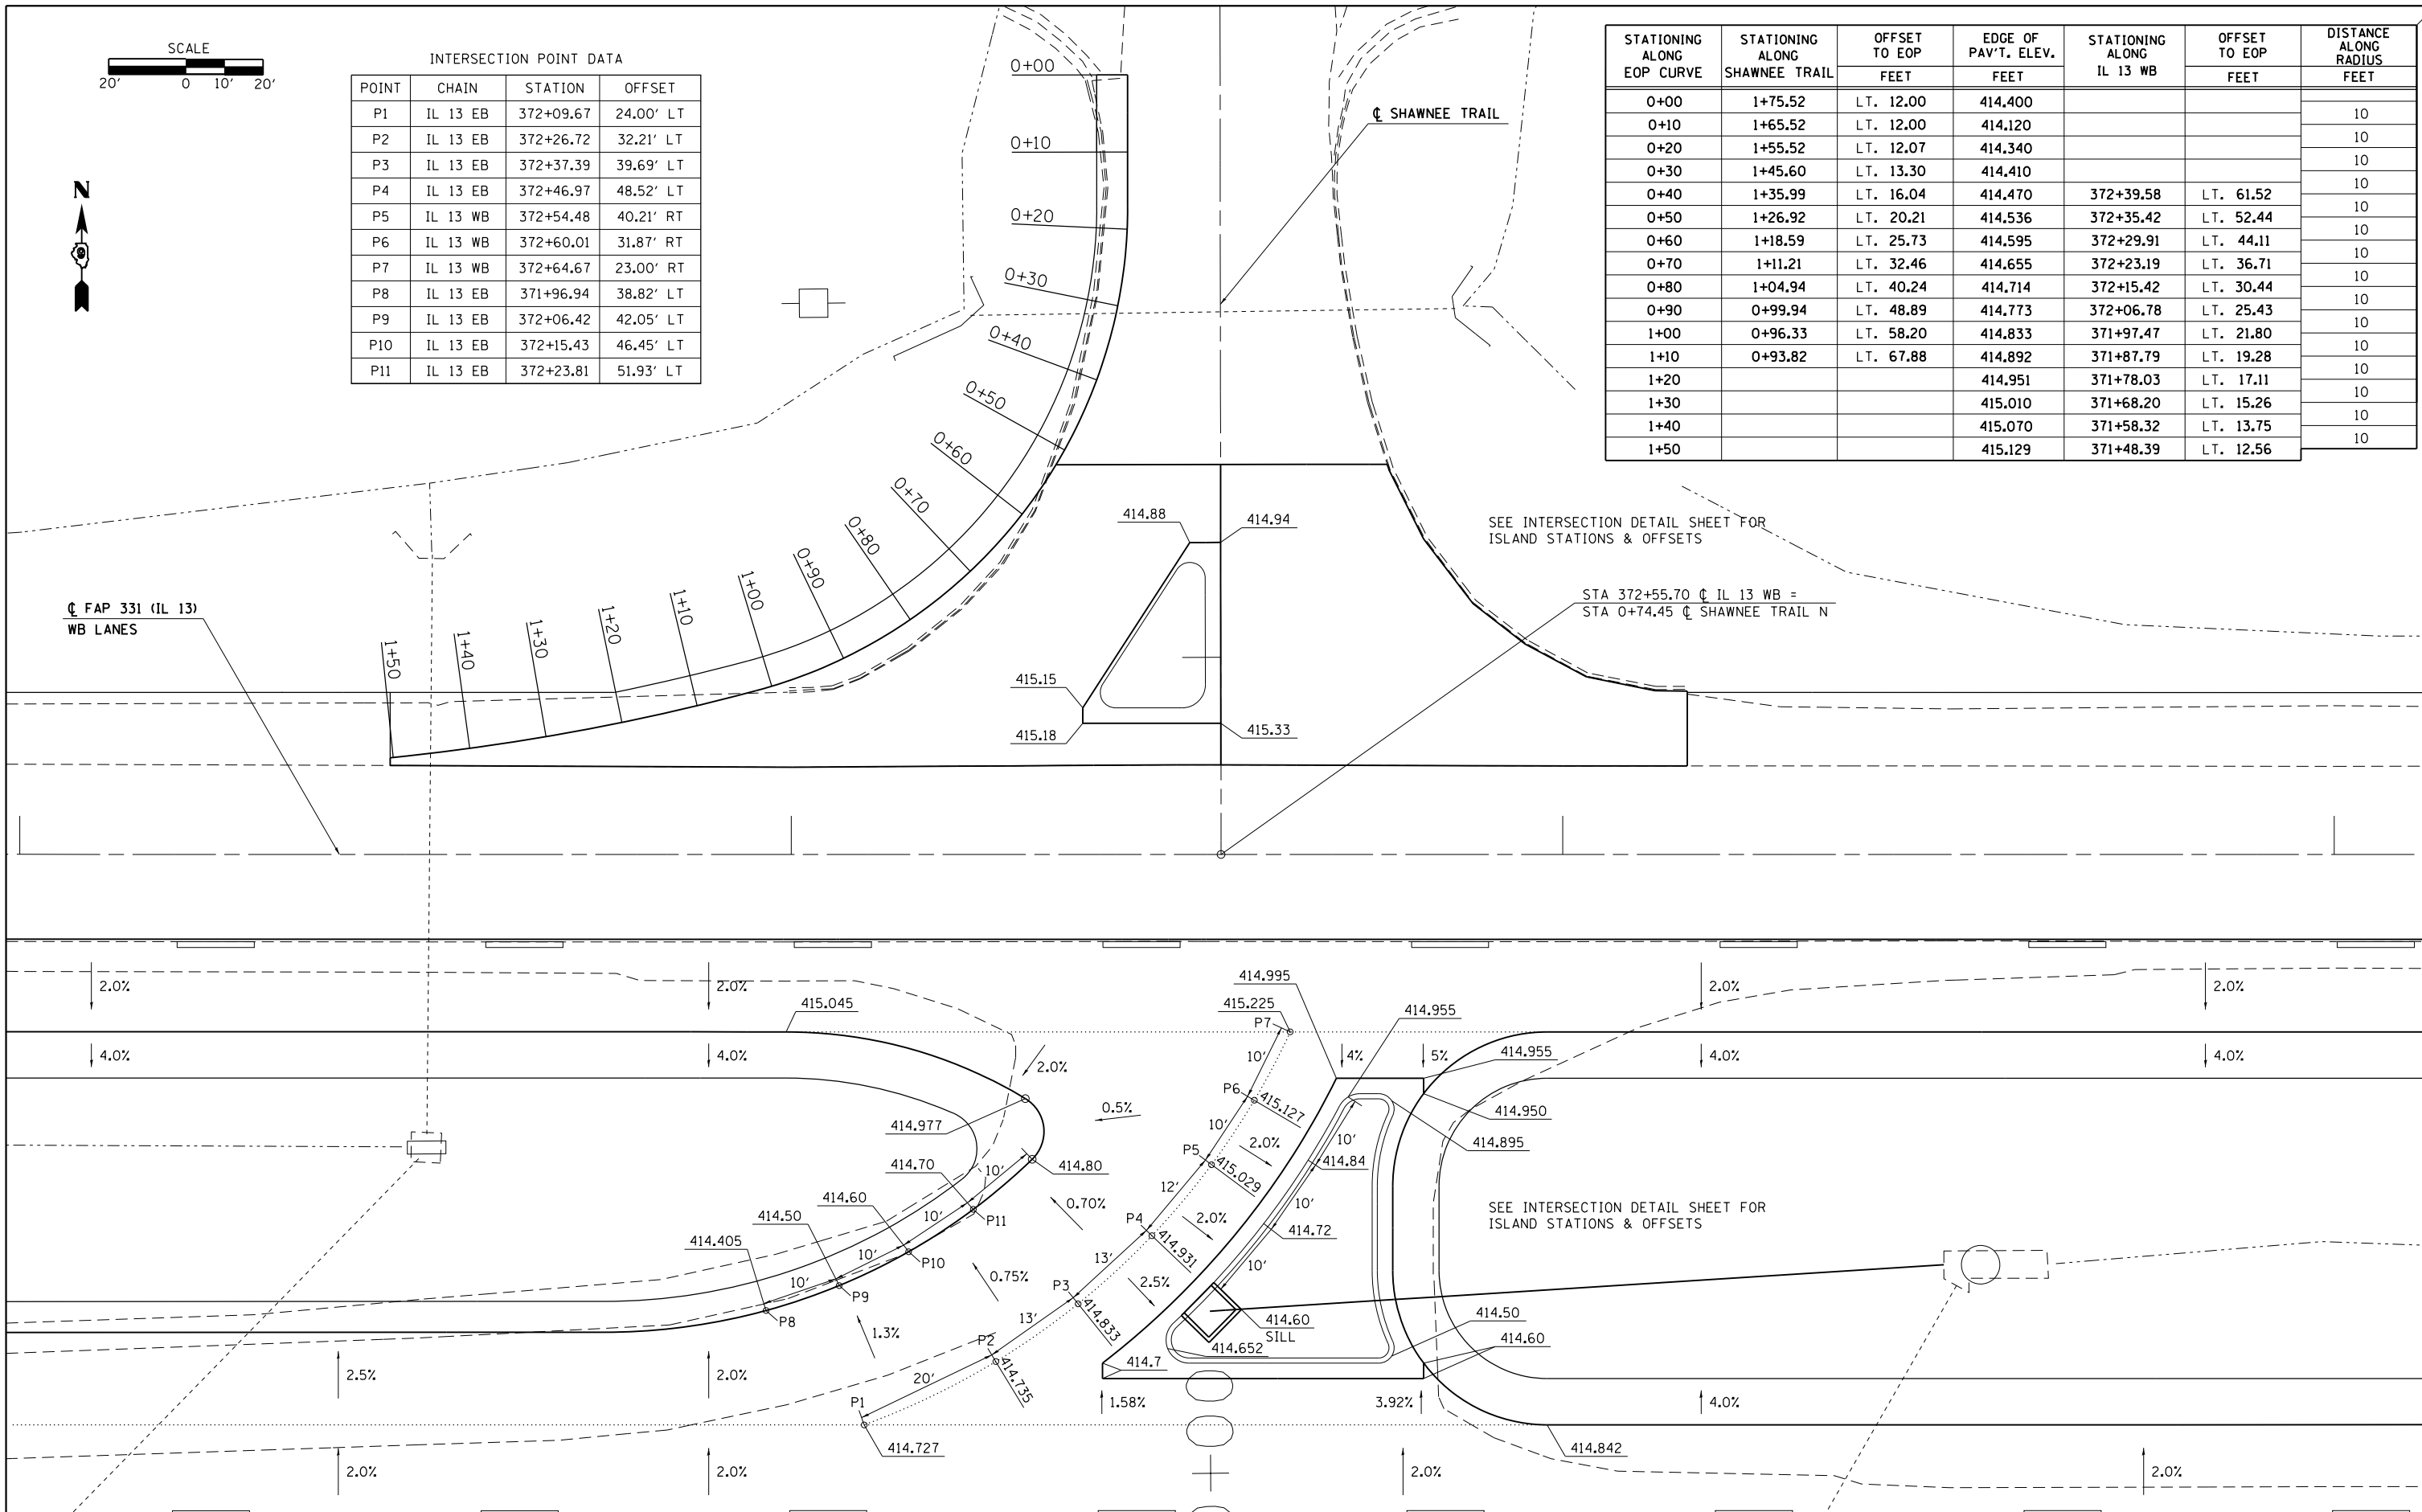 SCALE
20' 0 10' 20'
N
INTERSECTION POINT DATA
POINT CHAIN STATION OFFSET
P1 IL 13 EB 372+09.67 24.00' LT
P2 IL 13 EB 372+26.72 32.21' LT
P3 IL 13 EB 372+37.39 39.69' LT
P4 IL 13 EB 372+46.97 48.52' LT
P5 IL 13 WB 372+54.48 40.21' RT
P6 IL 13 WB 372+60.01 31.87' RT
P7 IL 13 WB 372+64.67 23.00' RT
P8 IL 13 EB 371+96.94 38.82' LT
P9 IL 13 EB 372+06.42 42.05' LT
P10 IL 13 EB 372+15.43 46.45' LT
P11 IL 13 EB 372+23.81 51.93' LT
0+00
0+10
0+20
0+30
0+40
0+50
0+60
0+70
0+80
0+90
1+00
1+10
1+20
1+30
1+40
1+50
℄ SHAWNEE TRAIL
STATIONING ALONG EOP CURVE
STATIONING ALONG SHAWNEE TRAIL
OFFSET TO EOP FEET
EDGE OF PAV'T. ELEV. FEET
STATIONING ALONG IL 13 WB
OFFSET TO EOP FEET
DISTANCE ALONG RADIUS FEET
0+00 1+75.52 LT. 12.00 414.400
10
0+10 1+65.52 LT. 12.00 414.120
10
0+20 1+55.52 LT. 12.07 414.340
10
0+30 1+45.60 LT. 13.30 414.410
10
0+40 1+35.99 LT. 16.04 414.470 372+39.58 LT. 61.52
10
0+50 1+26.92 LT. 20.21 414.536 372+35.42 LT. 52.44
10
0+60 1+18.59 LT. 25.73 414.595 372+29.91 LT. 44.11
10
0+70 1+11.21 LT. 32.46 414.655 372+23.19 LT. 36.71
10
0+80 1+04.94 LT. 40.24 414.714 372+15.42 LT. 30.44
10
0+90 0+99.94 LT. 48.89 414.773 372+06.78 LT. 25.43
10
1+00 0+96.33 LT. 58.20 414.833 371+97.47 LT. 21.80
10
1+10 0+93.82 LT. 67.88 414.892 371+87.79 LT. 19.28
10
1+20 414.951 371+78.03 LT. 17.11
10
1+30 415.010 371+68.20 LT. 15.26
10
1+40 415.070 371+58.32 LT. 13.75
10
1+50 415.129 371+48.39 LT. 12.56
414.88
414.94
SEE INTERSECTION DETAIL SHEET FOR
ISLAND STATIONS & OFFSETS
℄ FAP 331 (IL 13)
WB LANES
STA 372+55.70 ℄ IL 13 WB =
STA 0+74.45 ℄ SHAWNEE TRAIL N
415.15
415.18
415.33
2.0%
2.0%
415.045
414.995
415.225
P7
414.955
2.0%
2.0%
4.0%
4.0%
2.0%
10'
4%
5%
414.955
4.0%
4.0%
P6
415.127
0.5%
414.977
414.950
10'
2.0%
10'
414.895
P5
415.029
414.84
414.70
10'
414.80
12'
10'
414.60
0.70%
P4
2.0%
414.72
SEE INTERSECTION DETAIL SHEET FOR
ISLAND STATIONS & OFFSETS
414.50
10'
P11
414.931
414.405
10'
P10
13'
10'
0.75%
2.5%
10'
P9
P3
414.833
P8
13'
1.3%
414.60
SILL
414.50
414.60
P2
414.652
414.735
414.7
2.5%
2.0%
20'
P1
1.58%
3.92%
4.0%
414.727
414.842
2.0%
2.0%
2.0%
2.0%
00+0